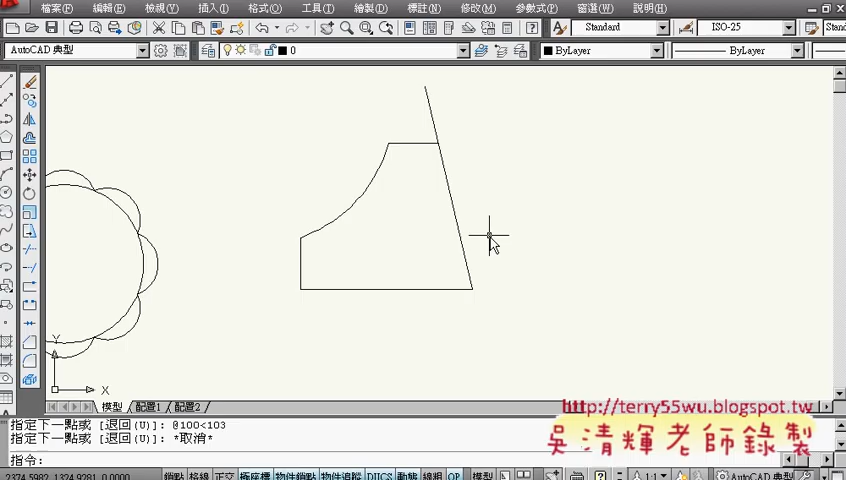 檔案(F) 編輯(E) 檢視(V) 插入(I) 格式(O) 工具(T) 繪製(D) 標註(N) 修改(M) 參數式(P) 窗選(W) 說明(H)
Standard ISO-25
AutoCAD 典型 0 ByLayer ByLayer
Y
X
模型 配置1 配置2
http://terry55wu.blogspot.tw
指定下一點或 [退回(U)]: @100<103
指定下一點或 [退回(U)]: *取消*
吳清輝老師錄製
指令:
鎖點 格線 正交 極座標 物件鎖點 物件追蹤 DUCS 動態 線粗 QP 模型 1:1 AutoCAD 典型